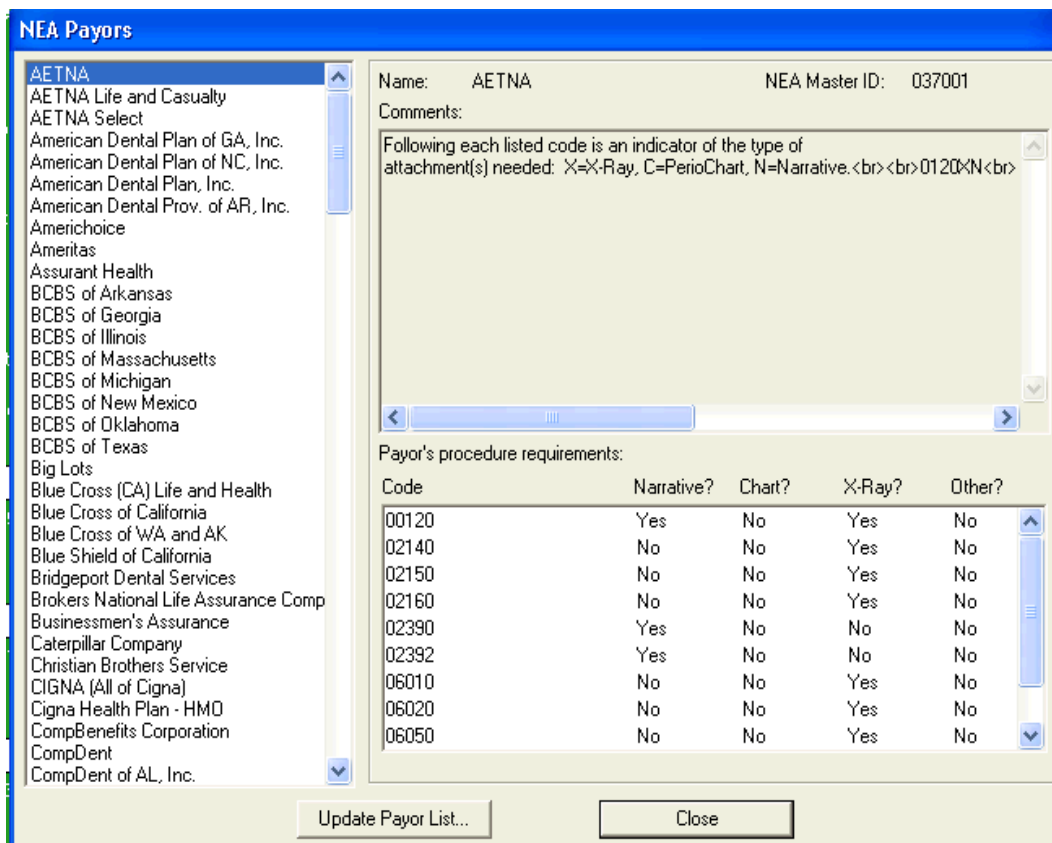 NEA Payors
AETNA
AETNA Life and Casualty
AETNA Select
American Dental Plan of GA, Inc.
American Dental Plan of NC, Inc.
American Dental Plan, Inc.
American Dental Prov. of AR, Inc.
Americhoice
Ameritas
Assurant Health
BCBS of Arkansas
BCBS of Georgia
BCBS of Illinois
BCBS of Massachusetts
BCBS of Michigan
BCBS of New Mexico
BCBS of Oklahoma
BCBS of Texas
Big Lots
Blue Cross (CA) Life and Health
Blue Cross of California
Blue Cross of WA and AK
Blue Shield of California
Bridgeport Dental Services
Brokers National Life Assurance Comp
Businessmen's Assurance
Caterpillar Company
Christian Brothers Service
CIGNA (All of Cigna)
Cigna Health Plan - HMO
CompBenefits Corporation
CompDent
CompDent of AL, Inc.
Name: AETNA NEA Master ID: 037001
Comments:
Following each listed code is an indicator of the type of
attachment(s) needed: X=X-Ray, C=PerioChart, N=Narrative.<br><br>0120XN<br>
Payor's procedure requirements:
Code Narrative? Chart? X-Ray? Other?
00120 Yes No Yes No
02140 No No Yes No
02150 No No Yes No
02160 No No Yes No
02390 Yes No No No
02392 Yes No No No
06010 No No Yes No
06020 No No Yes No
06050 No No Yes No
Update Payor List... Close